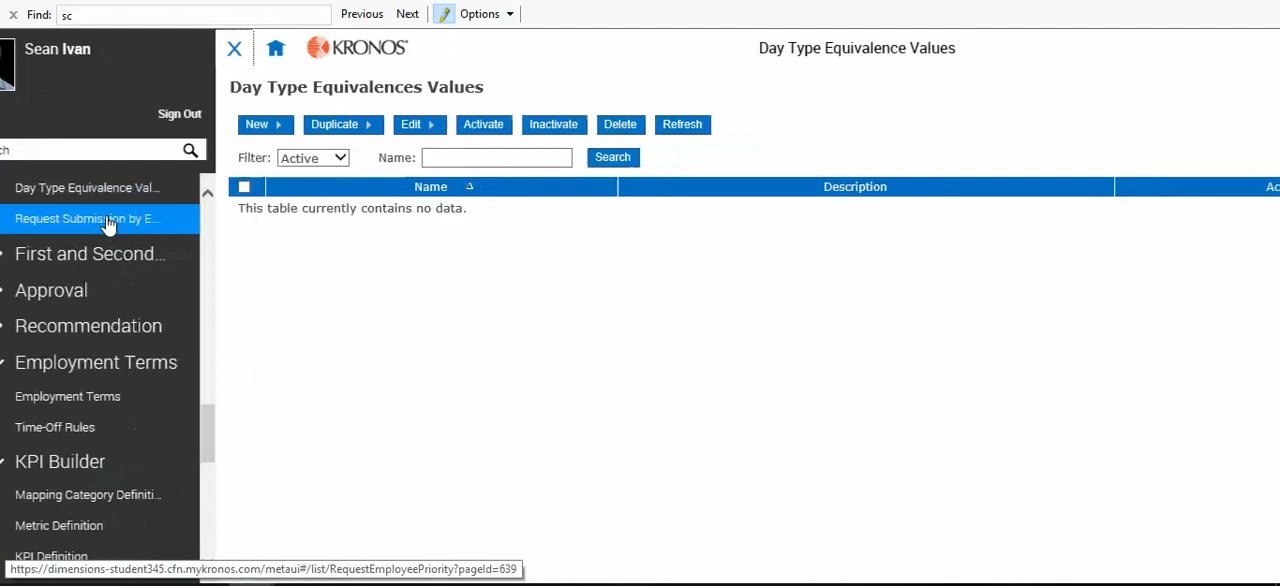 Find: sc Previous Next Options
Sean Ivan
KRONOS
Day Type Equivalence Values
Day Type Equivalences Values
Sign Out
New Duplicate Edit Activate Inactivate Delete Refresh
Filter: Active Name: Search
Name Description
This table currently contains no data.
Day Type Equivalence Val...
Request Submission by E...
First and Second...
Approval
Recommendation
Employment Terms
Employment Terms
Time-Off Rules
KPI Builder
Mapping Category Definiti...
Metric Definition
KPI Definition
https://dimensions-student345.cfn.mykronos.com/metaui#/list/RequestEmployeePriority?pageId=639